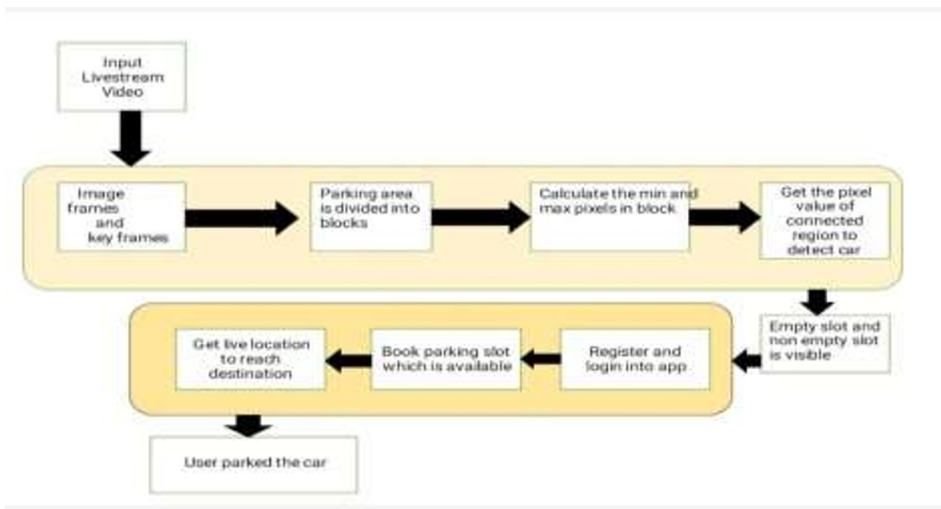 Input
Livestream
Video
Image
frames
and
key frames
Parking area
is divided into
blocks
Calculate the min and
max pixels in block
Get the pixel
value of
connected
region to
detect car
Empty slot and
non empty slot
is visible
Register and
login into app
Book parking slot
which is available
Get live location
to reach
destination
User parked the car